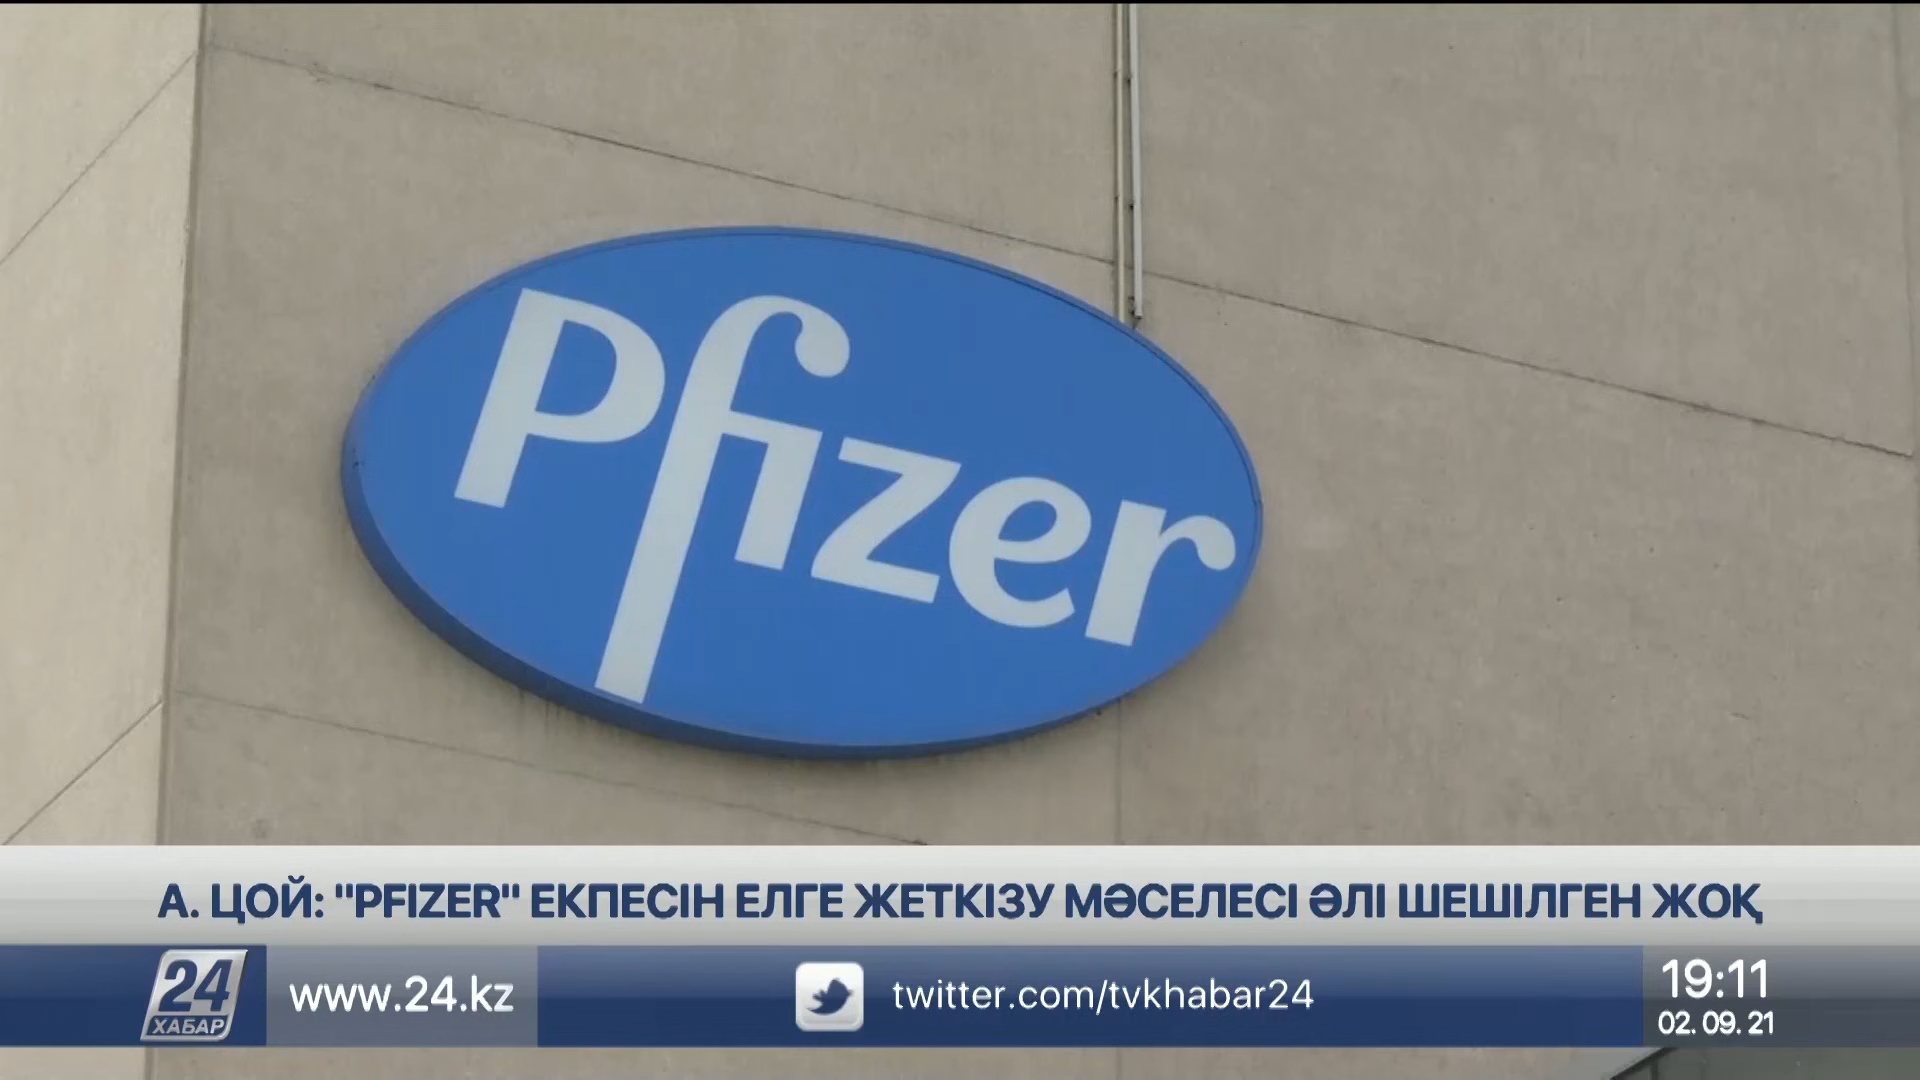 Pfizer
А. ЦОЙ: "PFIZER" ЕКПЕСІН ЕЛГЕ ЖЕТКІЗУ МӘСЕЛЕСІ ӘЛІ ШЕШІЛГЕН ЖОҚ
24
ХАБАР
www.24.kz
twitter.com/tvkhabar24
19:11
02. 09. 21